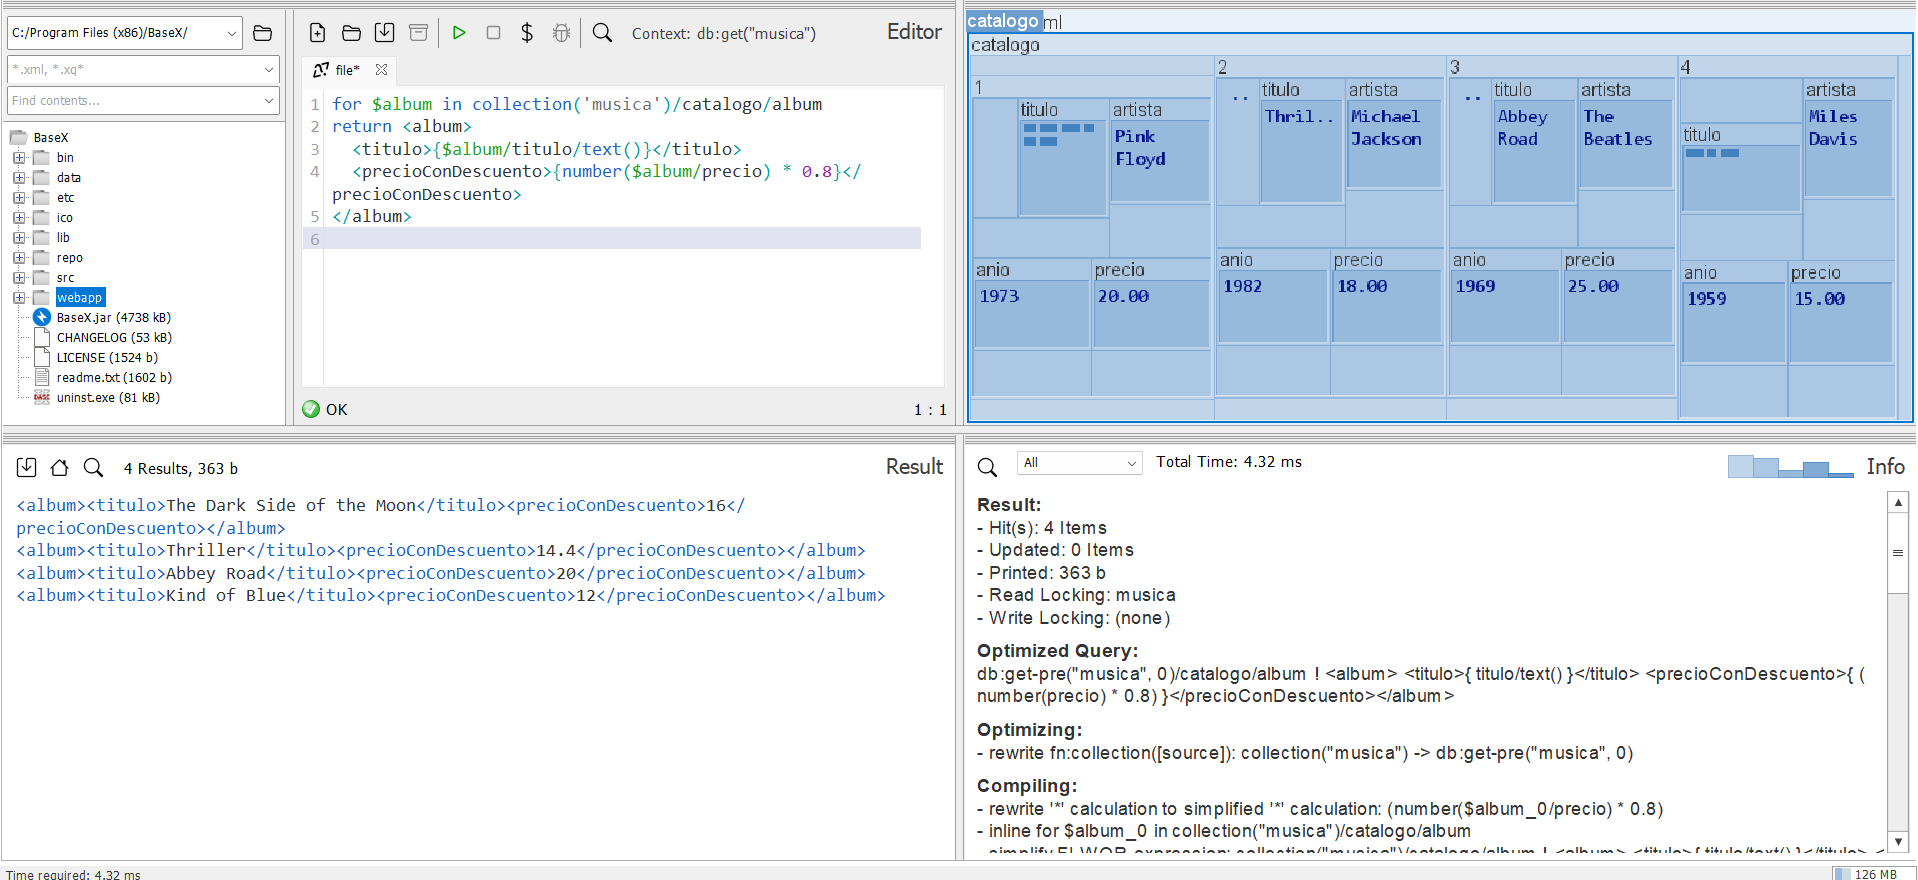 C:/Program Files (x86)/BaseX/
*.xml, *.xq*
Find contents...
BaseX
bin
data
etc
ico
lib
repo
src
webapp
BaseX.jar (4738 kB)
CHANGELOG (53 kB)
LICENSE (1524 b)
readme.txt (1602 b)
uninst.exe (81 kB)
Context: db:get("musica")
Editor
file*
1 for $album in collection('musica')/catalogo/album
2 return <album>
3 <titulo>{$album/titulo/text()}</titulo>
4 <precioConDescuento>{number($album/precio) * 0.8}</
precioConDescuento>
5 </album>
6
OK
1 : 1
catalogo ml
catalogo
1
titulo
artista
Pink
Floyd
anio
1973
precio
20.00
2
..
titulo
Thril..
artista
Michael
Jackson
anio
1982
precio
18.00
3
..
titulo
Abbey
Road
artista
The
Beatles
anio
1969
precio
25.00
4
titulo
artista
Miles
Davis
anio
1959
precio
15.00
4 Results, 363 b
Result
<album><titulo>The Dark Side of the Moon</titulo><precioConDescuento>16</
precioConDescuento></album>
<album><titulo>Thriller</titulo><precioConDescuento>14.4</precioConDescuento></album>
<album><titulo>Abbey Road</titulo><precioConDescuento>20</precioConDescuento></album>
<album><titulo>Kind of Blue</titulo><precioConDescuento>12</precioConDescuento></album>
All
Total Time: 4.32 ms
Info
Result:
- Hit(s): 4 Items
- Updated: 0 Items
- Printed: 363 b
- Read Locking: musica
- Write Locking: (none)
Optimized Query:
db:get-pre("musica", 0)/catalogo/album ! <album> <titulo>{ titulo/text() }</titulo> <precioConDescuento>{ (
number(precio) * 0.8) }</precioConDescuento></album>
Optimizing:
- rewrite fn:collection([source]): collection("musica") -> db:get-pre("musica", 0)
Compiling:
- rewrite '*' calculation to simplified '*' calculation: (number($album_0/precio) * 0.8)
- inline for $album_0 in collection("musica")/catalogo/album
- simplify FLWOR expression: collection("musica")/catalogo/album ! <album> <titulo>{ titulo/text() }</titulo> <
Time required: 4.32 ms
126 MB